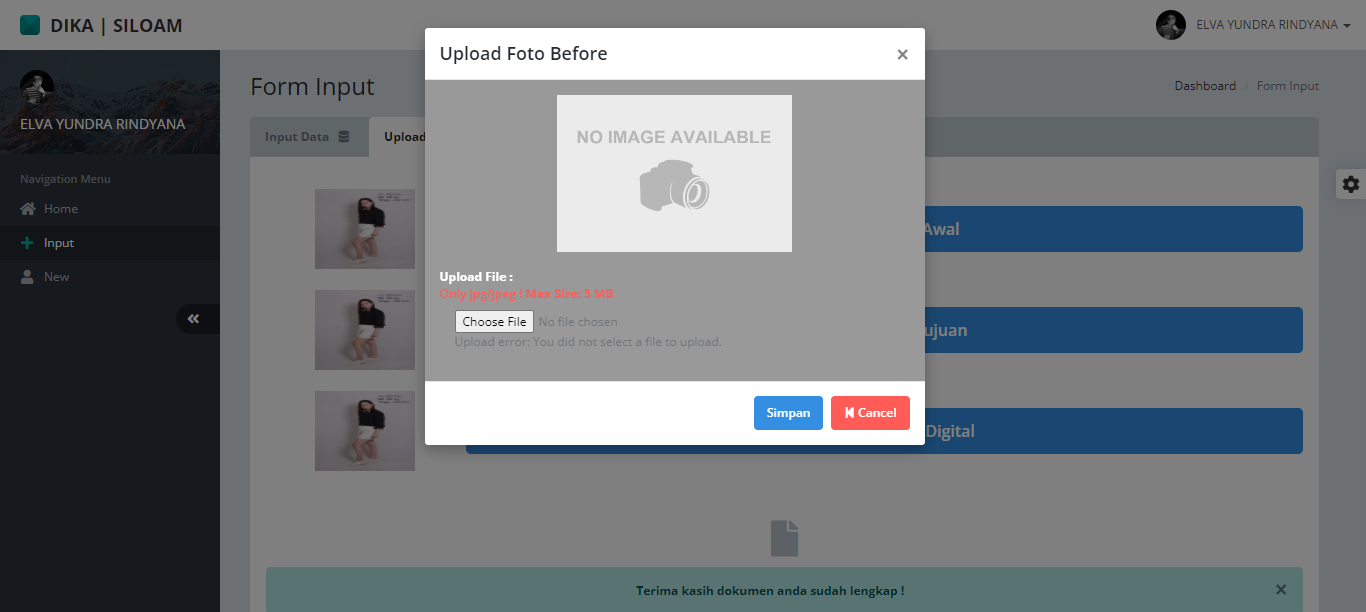 DIKA | SILOAM
ELVA YUNDRA RINDYANA
Upload Foto Before
×
Form Input
Dashboard / Form Input
ELVA YUNDRA RINDYANA
Input Data
Upload
NO IMAGE AVAILABLE
Navigation Menu
Home
Input
New
Awal
ujuan
Digital
Upload File :
Only jpg/jpeg ! Max Size: 5 MB
Choose File No file chosen
Upload error: You did not select a file to upload.
Simpan
Cancel
Terima kasih dokumen anda sudah lengkap !
×